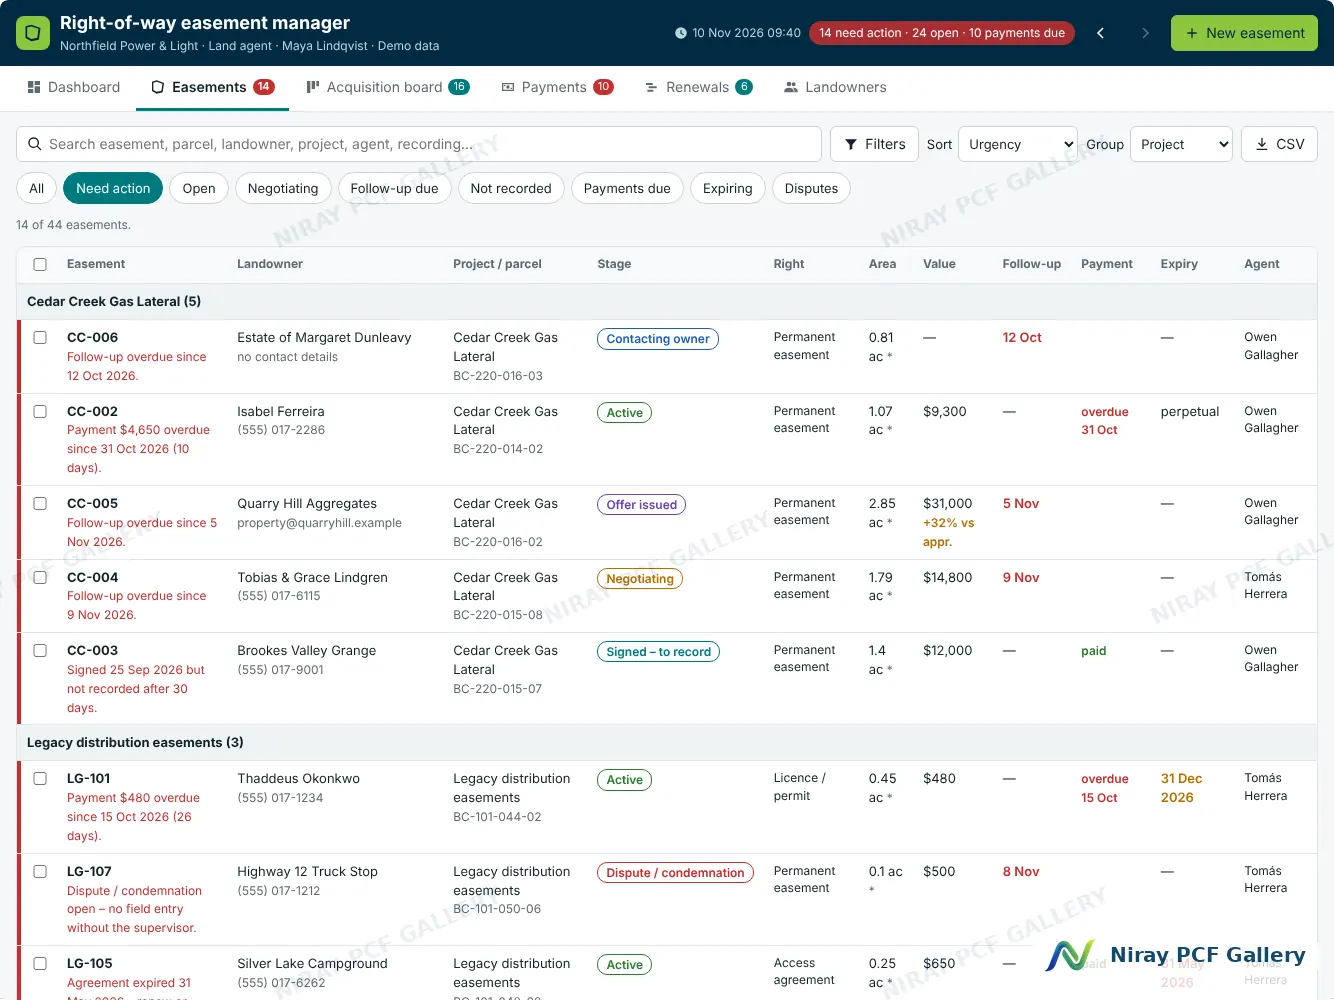 Right-of-way easement manager
Northfield Power & Light · Land agent · Maya Lindqvist · Demo data
10 Nov 2026 09:40
14 need action · 24 open · 10 payments due
New easement
Dashboard
Easements 14
Acquisition board 16
Payments 10
Renewals 6
Landowners
Search easement, parcel, landowner, project, agent, recording...
Filters
Sort Urgency
Group Project
CSV
All
Need action
Open
Negotiating
Follow-up due
Not recorded
Payments due
Expiring
Disputes
14 of 44 easements.
Easement Landowner Project / parcel Stage Right Area Value Follow-up Payment Expiry Agent
Cedar Creek Gas Lateral (5)
CC-006 Estate of Margaret Dunleavy Cedar Creek Gas Contacting owner Permanent 0.81 — 12 Oct — Owen
Follow-up overdue since no contact details Lateral easement ac * Gallagher
12 Oct 2026. BC-220-016-03
CC-002 Isabel Ferreira Cedar Creek Gas Active Permanent 1.07 $9,300 — overdue perpetual Owen
Payment $4,650 overdue (555) 017-2286 Lateral easement ac * 31 Oct Gallagher
since 31 Oct 2026 (10 BC-220-014-02
days).
CC-005 Quarry Hill Aggregates Cedar Creek Gas Offer issued Permanent 2.85 $31,000 5 Nov — Owen
Follow-up overdue since 5 property@quarryhill.example Lateral easement ac * +32% vs Gallagher
Nov 2026. BC-220-016-02 appr.
CC-004 Tobias & Grace Lindgren Cedar Creek Gas Negotiating Permanent 1.79 $14,800 9 Nov — Tomás
Follow-up overdue since (555) 017-6115 Lateral easement ac * Herrera
9 Nov 2026. BC-220-015-08
CC-003 Brookes Valley Grange Cedar Creek Gas Signed – to record Permanent 1.4 $12,000 — paid — Owen
Signed 25 Sep 2026 but (555) 017-9001 Lateral easement ac * Gallagher
not recorded after 30 BC-220-015-07
days.
Legacy distribution easements (3)
LG-101 Thaddeus Okonkwo Legacy distribution Active Licence / 0.45 $480 — overdue 31 Dec Tomás
Payment $480 overdue (555) 017-1234 easements permit ac * 15 Oct 2026 Herrera
since 15 Oct 2026 (26 BC-101-044-02
days).
LG-107 Highway 12 Truck Stop Legacy distribution Dispute / condemnation Permanent 0.1 ac $500 8 Nov — Tomás
Dispute / condemnation (555) 017-1212 easements easement * Herrera
open – no field entry BC-101-050-06
without the supervisor.
LG-105 Silver Lake Campground Legacy distribution Active Access 0.25 $650 — paid 31 May Tomás
Agreement expired 31 (555) 017-6262 easements agreement ac * 2026 Herrera
NIRAY PCF GALLERY
Niray PCF Gallery